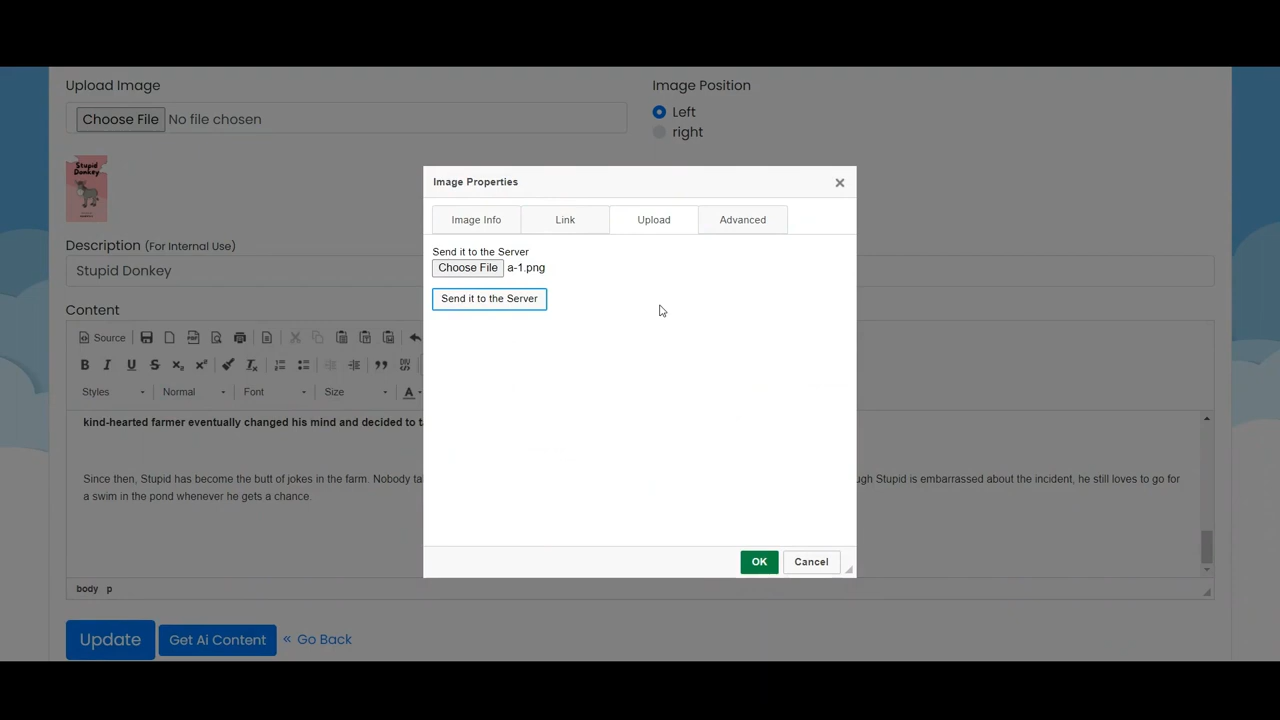 Upload Image
Image Position
Choose File No file chosen
Left
right
Stupid
Donkey
Description (For Internal Use)
Stupid Donkey
Content
Source
B I U S x₂ x² Tx
Styles Normal Font Size A
kind-hearted farmer eventually changed his mind and decided to
Since then, Stupid has become the butt of jokes in the farm. Nobody
Stupid is embarrassed about the incident, he still loves to go for
a swim in the pond whenever he gets a chance.
body p
Update Get Ai Content « Go Back
Image Properties
Image Info Link Upload Advanced
Send it to the Server
Choose File a-1.png
Send it to the Server
OK Cancel